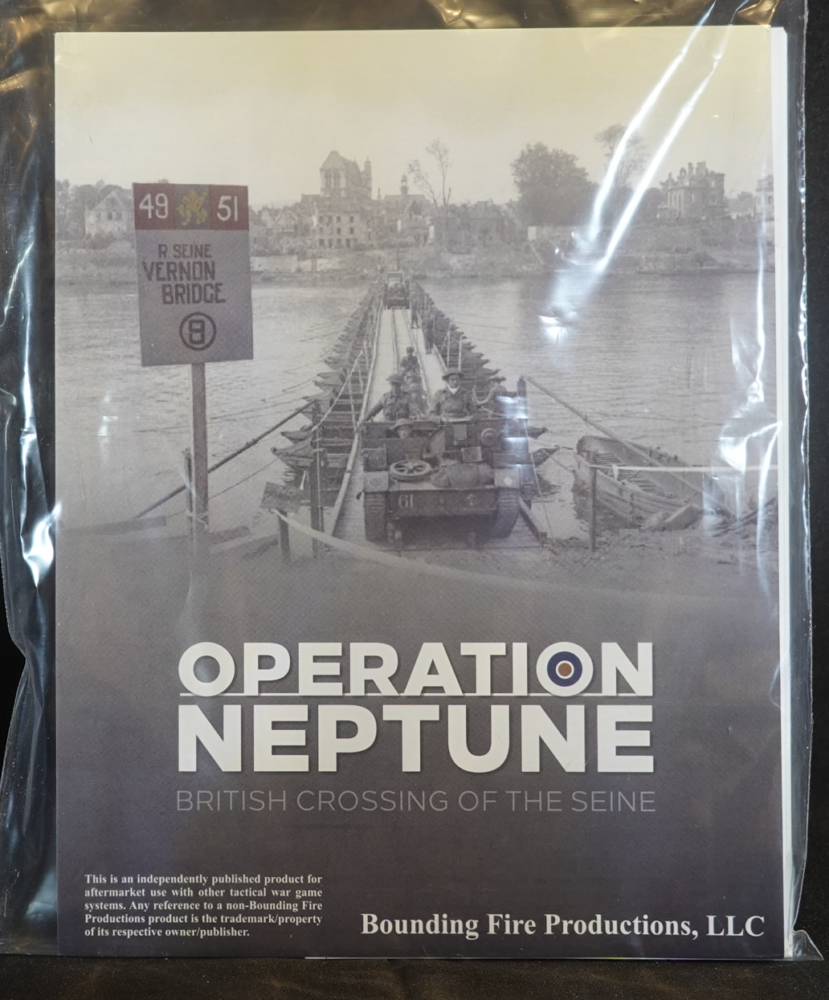 49 51
R SEINE
VERNON
BRIDGE
8
61
OPERATION
NEPTUNE
BRITISH CROSSING OF THE SEINE
This is an independently published product for
aftermarket use with other tactical war game
systems. Any reference to a non-Bounding Fire
Productions product is the trademark/property
of its respective owner/publisher.
Bounding Fire Productions, LLC